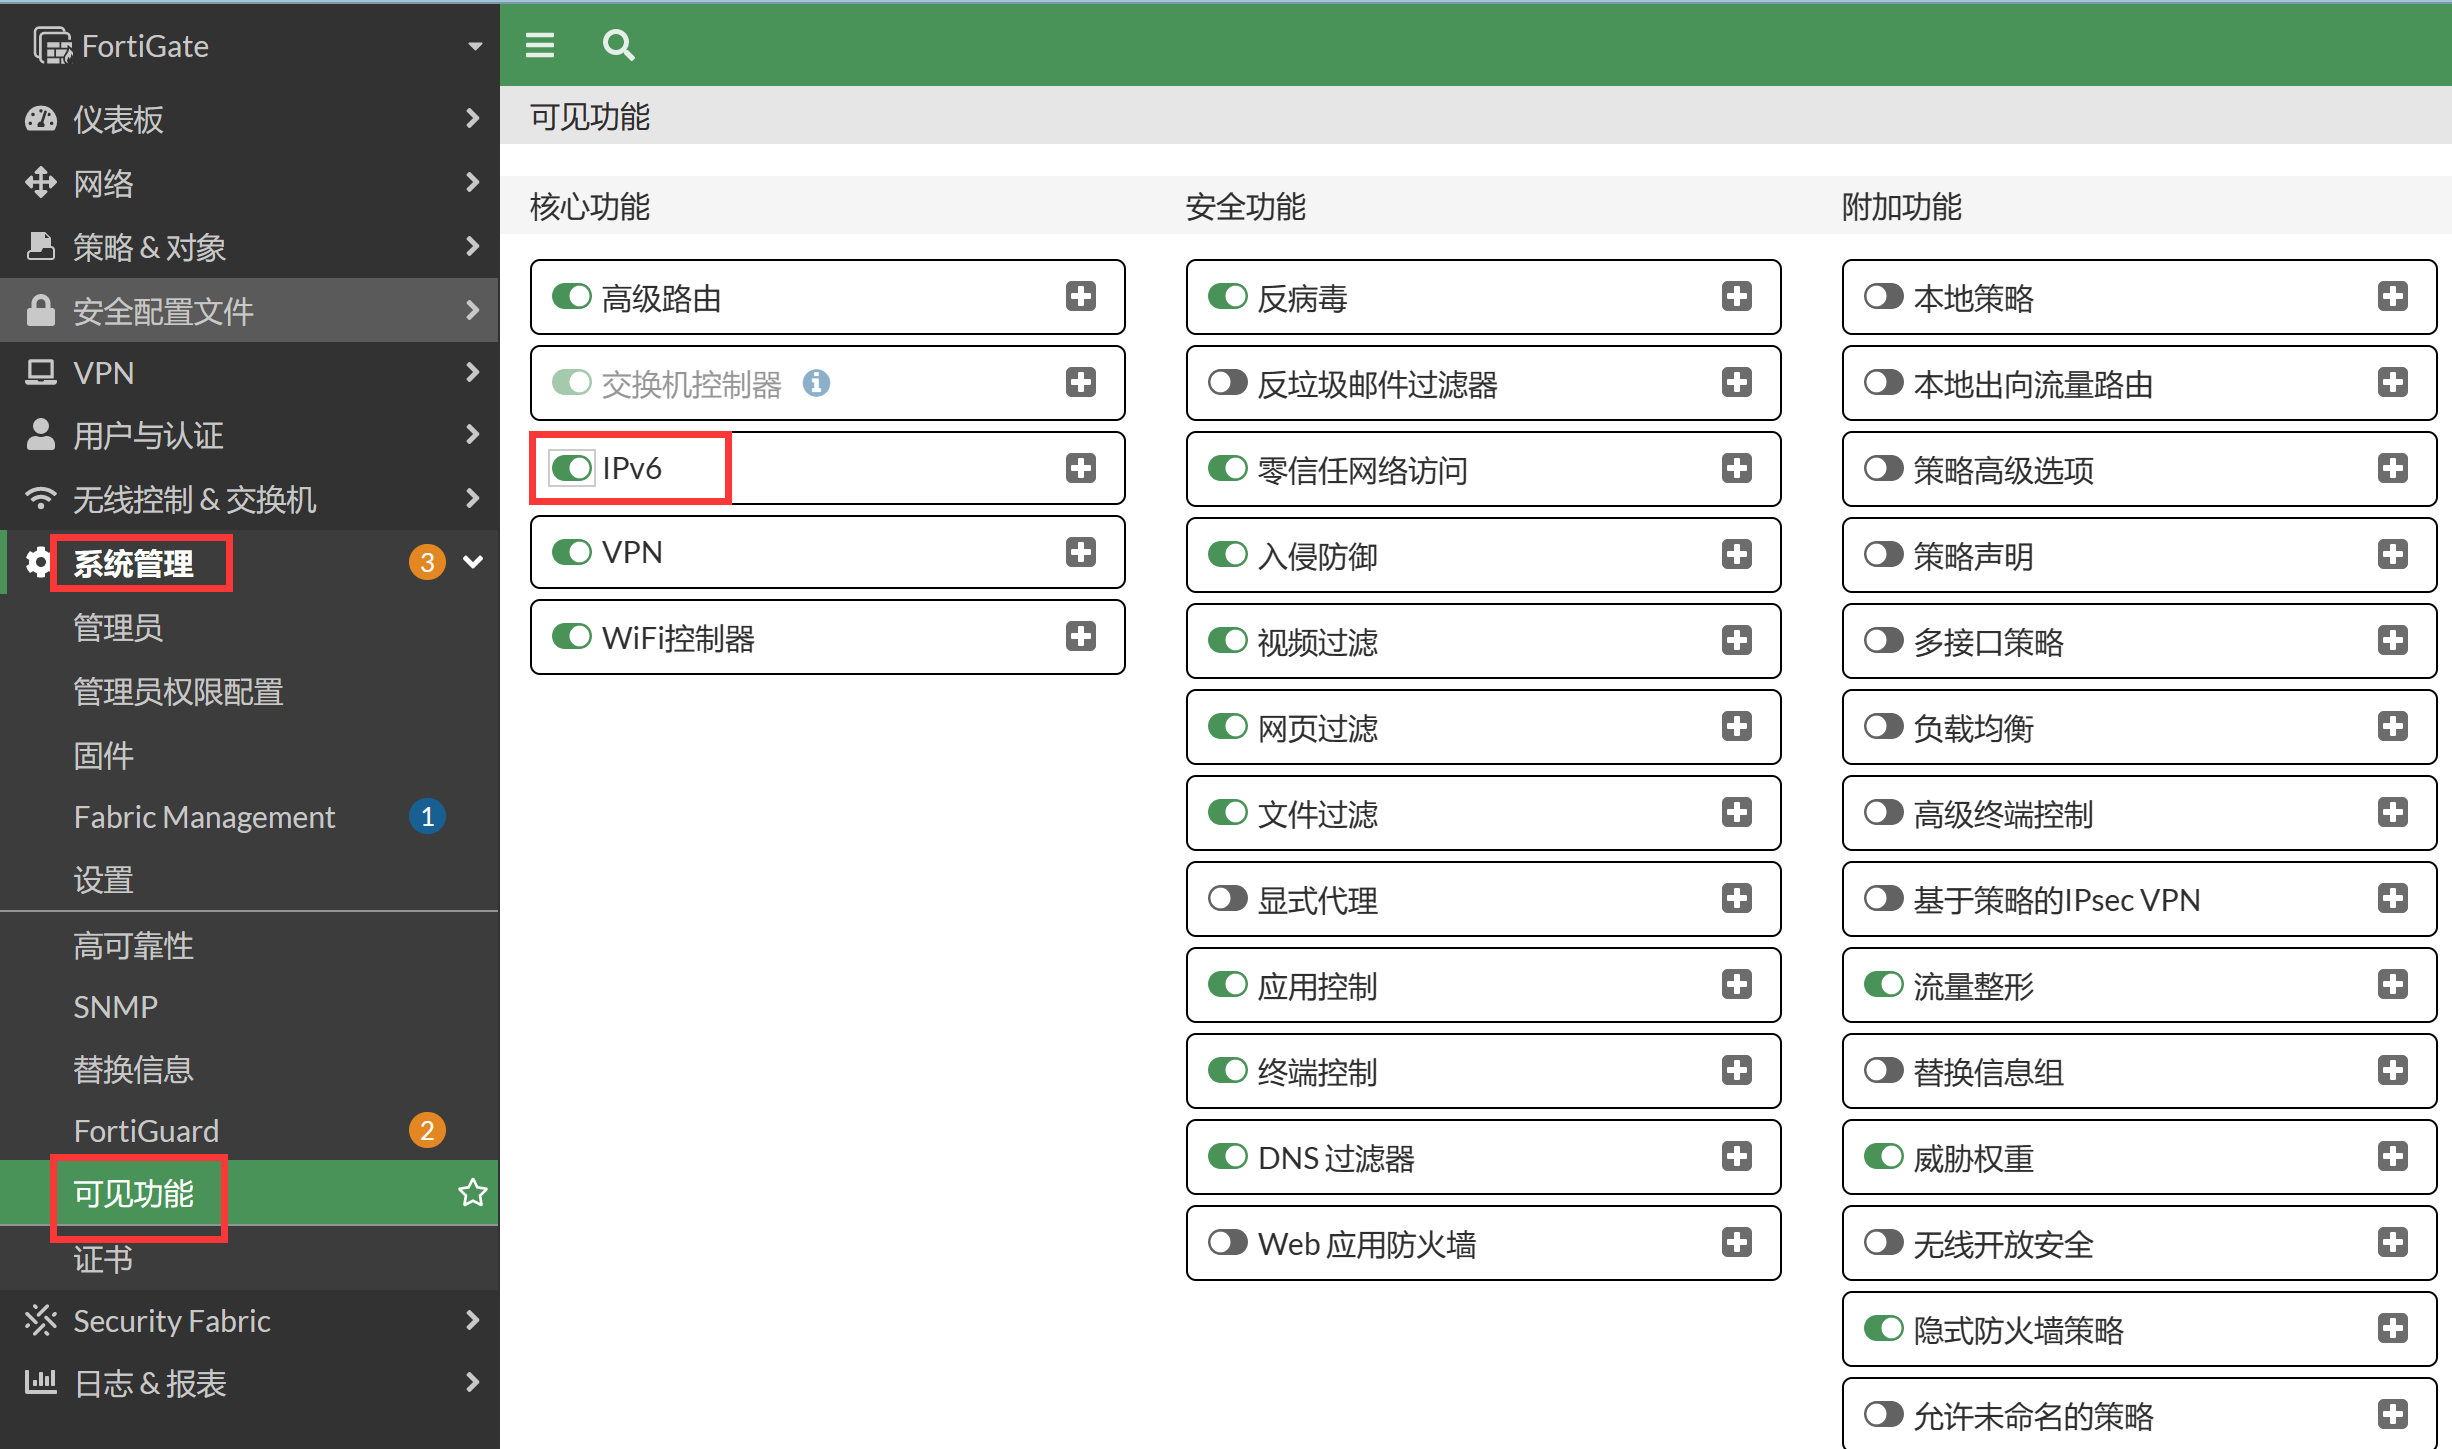 FortiGate
仪表板
网络
策略 & 对象
安全配置文件
VPN
用户与认证
无线控制 & 交换机
系统管理 3
管理员
管理员权限配置
固件
Fabric Management 1
设置
高可靠性
SNMP
替换信息
FortiGuard 2
可见功能
证书
Security Fabric
日志 & 报表
可见功能
核心功能
高级路由
交换机控制器
IPv6
VPN
WiFi控制器
安全功能
反病毒
反垃圾邮件过滤器
零信任网络访问
入侵防御
视频过滤
网页过滤
文件过滤
显式代理
应用控制
终端控制
DNS 过滤器
Web 应用防火墙
附加功能
本地策略
本地出向流量路由
策略高级选项
策略声明
多接口策略
负载均衡
高级终端控制
基于策略的IPsec VPN
流量整形
替换信息组
威胁权重
无线开放安全
隐式防火墙策略
允许未命名的策略